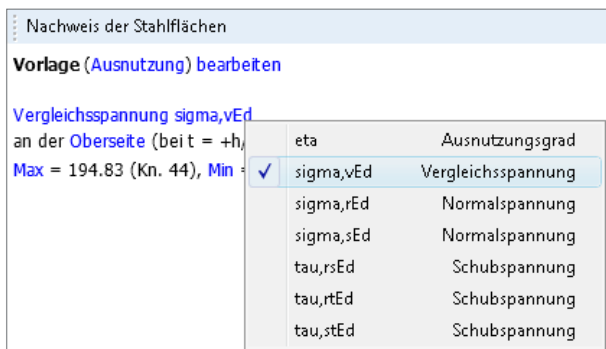 Nachweis der Stahlflächen
Vorlage (Ausnutzung) bearbeiten
Vergleichsspannung sigma,vEd
an der Oberseite (bei t = +h/
Max = 194.83 (Kn. 44), Min =
eta Ausnutzungsgrad
sigma,vEd Vergleichsspannung
sigma,rEd Normalspannung
sigma,sEd Normalspannung
tau,rsEd Schubspannung
tau,rtEd Schubspannung
tau,stEd Schubspannung